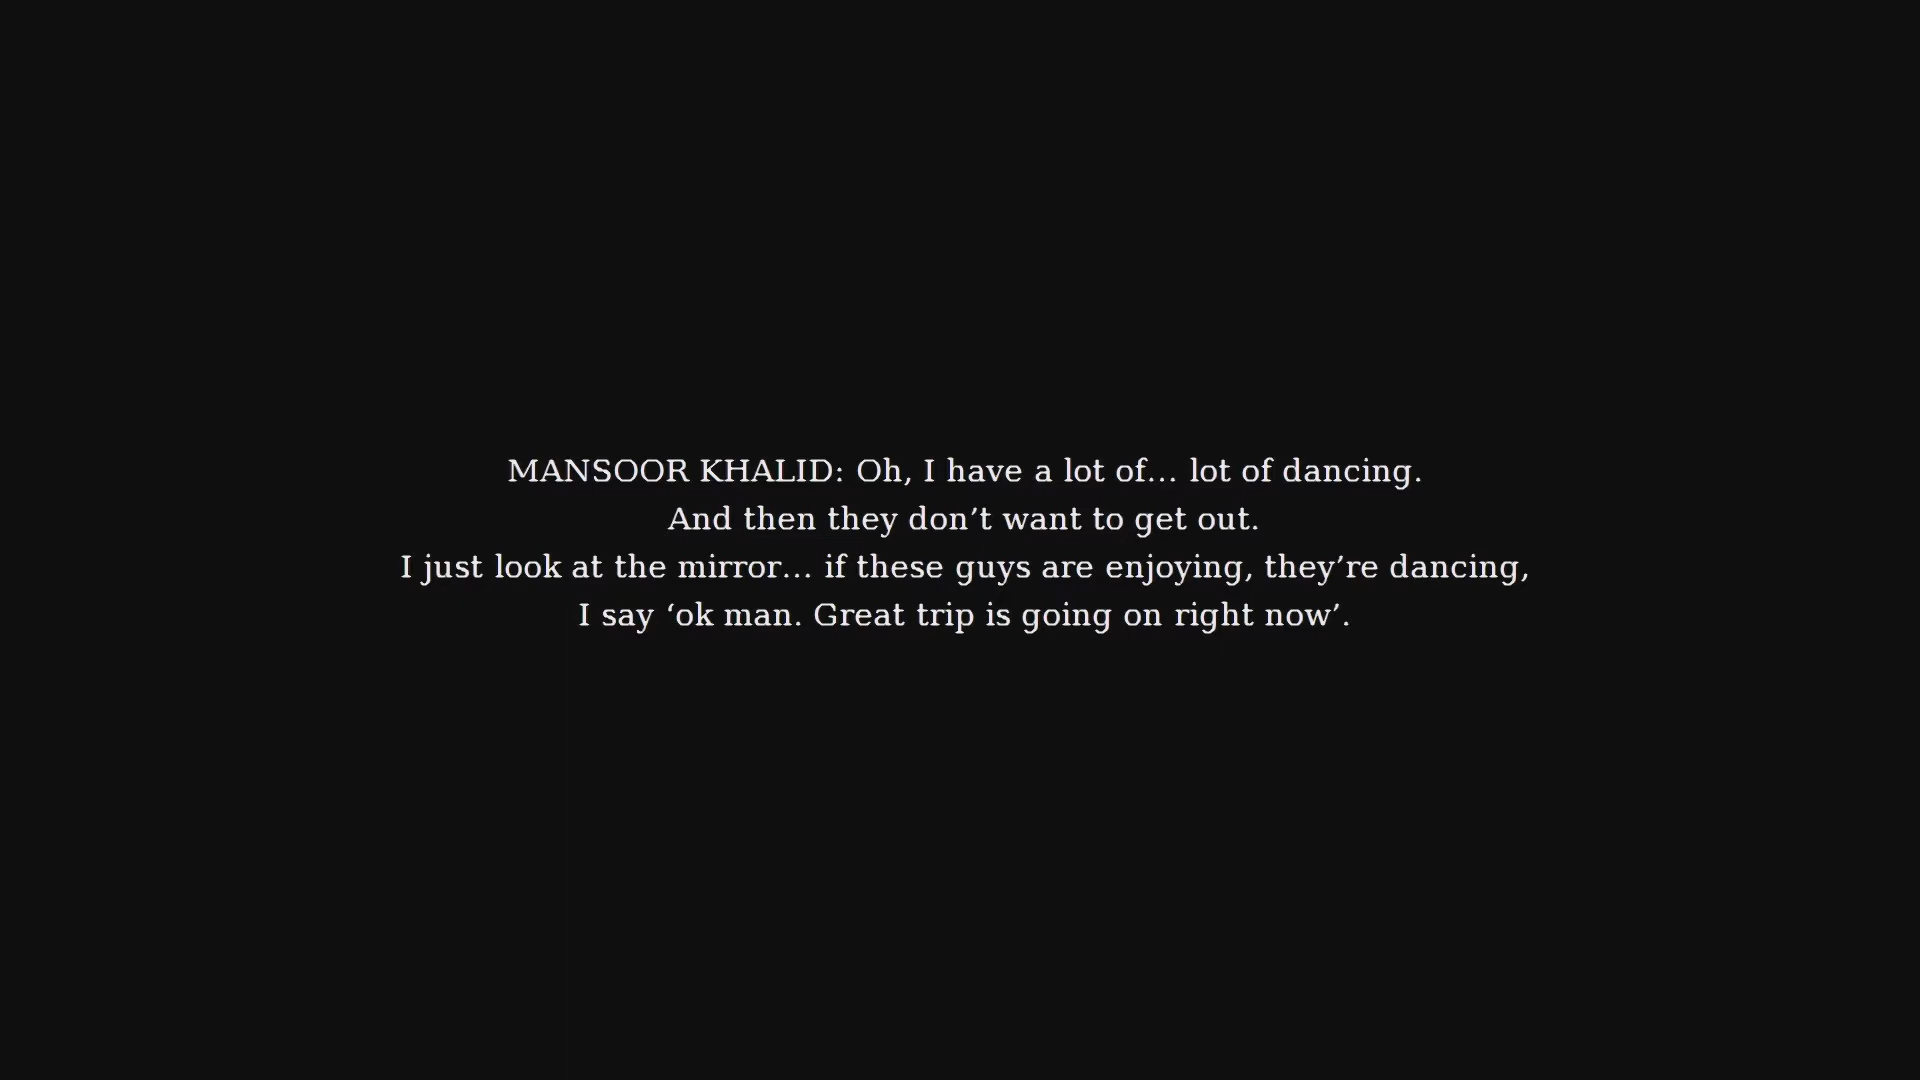 MANSOOR KHALID: Oh, I have a lot of… lot of dancing.
And then they don’t want to get out.
I just look at the mirror… if these guys are enjoying, they’re dancing,
I say ‘ok man. Great trip is going on right now’.